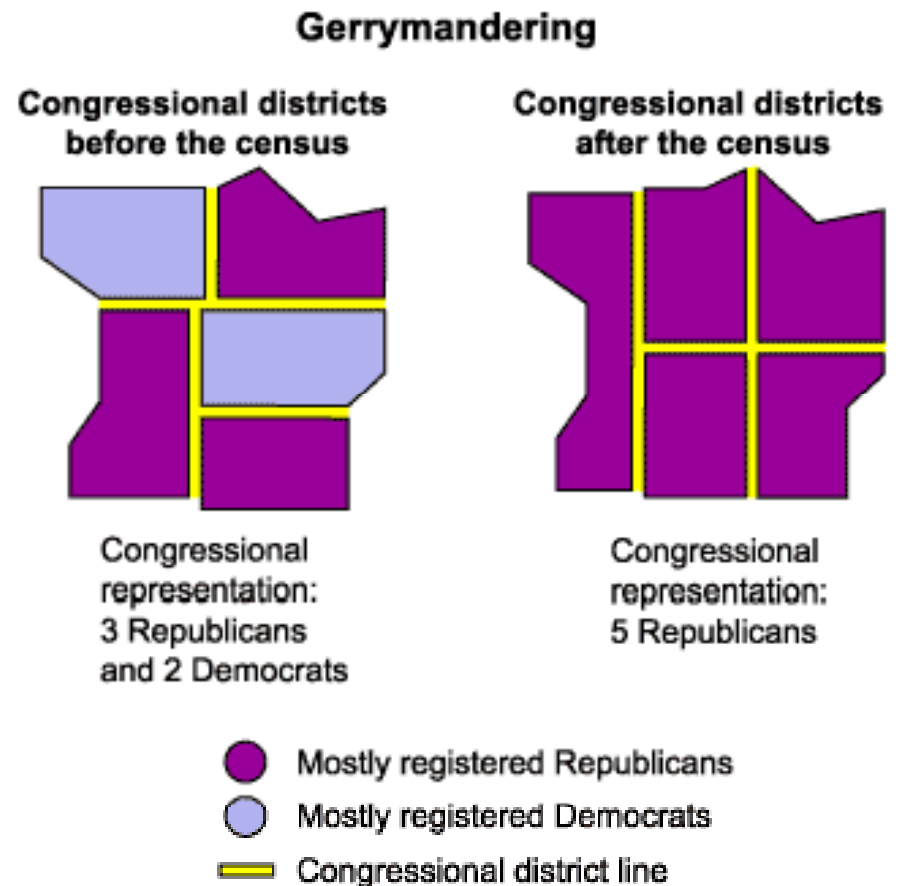 Gerrymandering
Congressional districts
before the census
Congressional districts
after the census
Congressional
representation:
3 Republicans
and 2 Democrats
Congressional
representation:
5 Republicans
Mostly registered Republicans
Mostly registered Democrats
Congressional district line